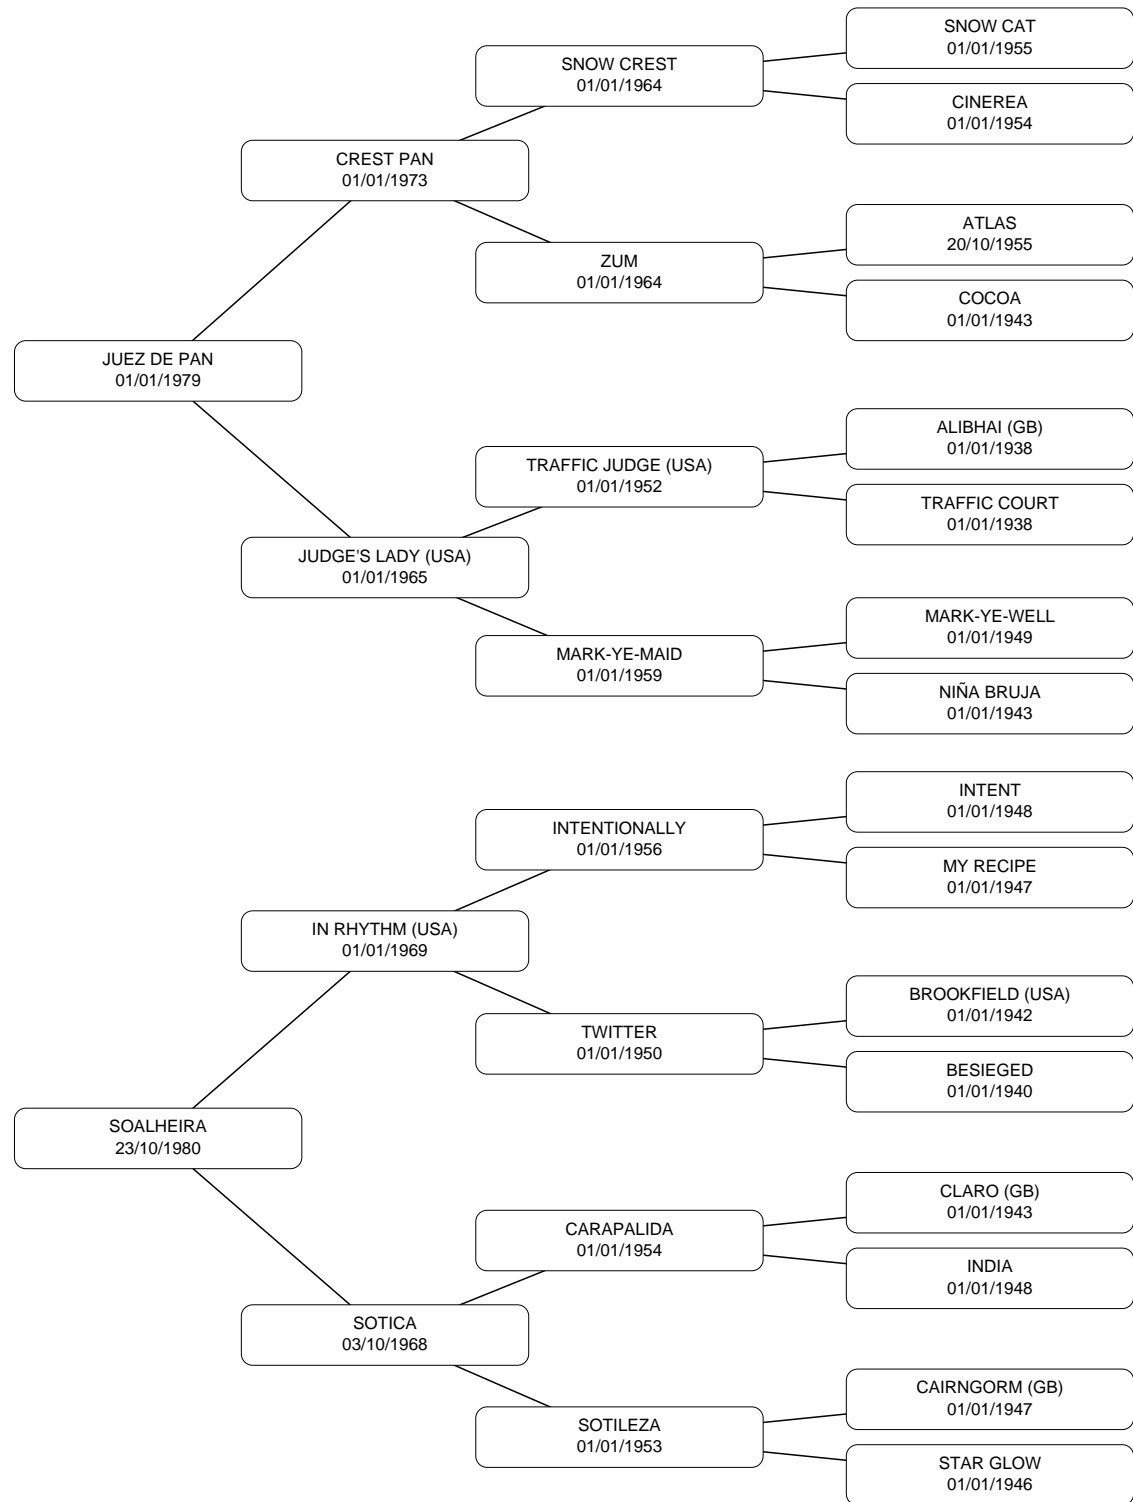 SNOW CAT
01/01/1955
SNOW CREST
01/01/1964
CINEREA
01/01/1954
CREST PAN
01/01/1973
ATLAS
20/10/1955
ZUM
01/01/1964
COCOA
01/01/1943
JUEZ DE PAN
01/01/1979
ALIBHAI (GB)
01/01/1938
TRAFFIC JUDGE (USA)
01/01/1952
TRAFFIC COURT
01/01/1938
JUDGE'S LADY (USA)
01/01/1965
MARK-YE-WELL
01/01/1949
MARK-YE-MAID
01/01/1959
NIÑA BRUJA
01/01/1943
INTENT
01/01/1948
INTENTIONALLY
01/01/1956
MY RECIPE
01/01/1947
IN RHYTHM (USA)
01/01/1969
BROOKFIELD (USA)
01/01/1942
TWITTER
01/01/1950
BESIEGED
01/01/1940
SOALHEIRA
23/10/1980
CLARO (GB)
01/01/1943
CARAPALIDA
01/01/1954
INDIA
01/01/1948
SOTICA
03/10/1968
CAIRNGORM (GB)
01/01/1947
SOTILEZA
01/01/1953
STAR GLOW
01/01/1946